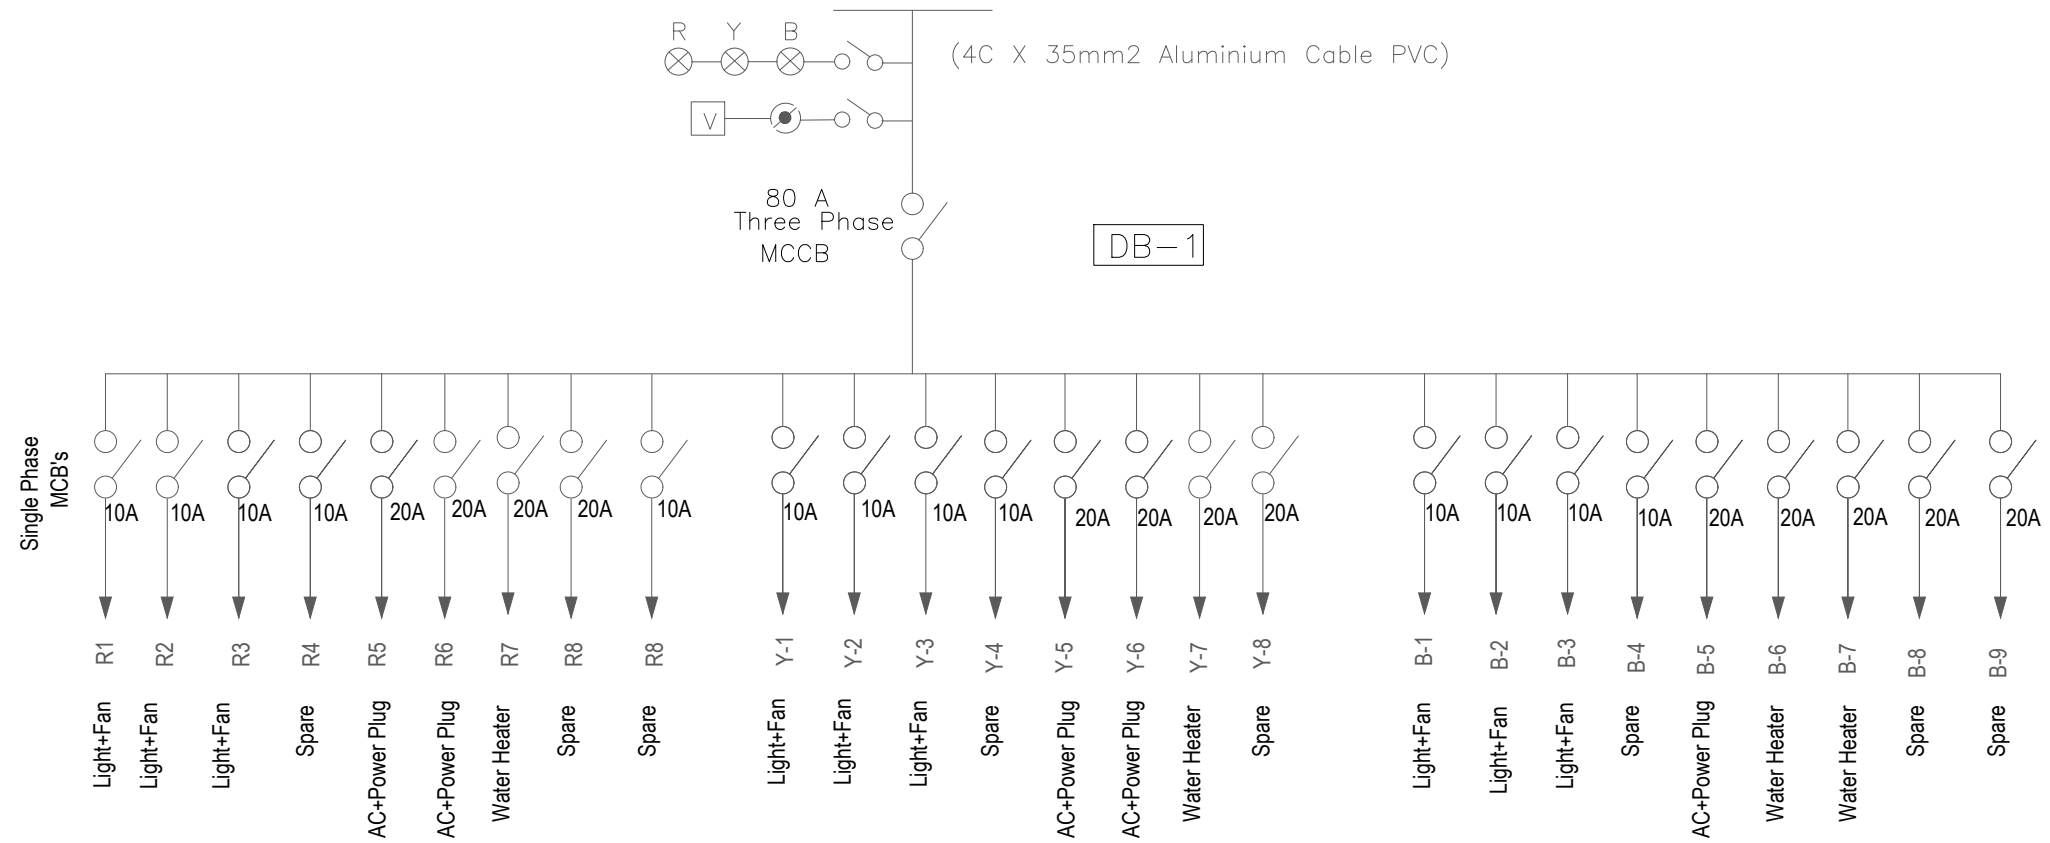 R Y B
(4C X 35mm2 Aluminium Cable PVC)
V
80 A
Three Phase
MCCB
DB-1
Single Phase
MCB's
10A 10A 10A 10A 20A 20A 20A 20A 10A 10A 10A 10A 10A 20A 20A 20A 20A 10A 10A 10A 10A 20A 20A 20A 20A 20A
R1 R2 R3 R4 R5 R6 R7 R8 R8 Y-1 Y-2 Y-3 Y-4 Y-5 Y-6 Y-7 Y-8 B-1 B-2 B-3 B-4 B-5 B-6 B-7 B-8 B-9
Light+Fan
Light+Fan
Light+Fan
Spare
AC+Power Plug
AC+Power Plug
Water Heater
Spare
Spare
Light+Fan
Light+Fan
Light+Fan
Spare
AC+Power Plug
AC+Power Plug
Water Heater
Spare
Light+Fan
Light+Fan
Light+Fan
Spare
AC+Power Plug
Water Heater
Water Heater
Spare
Spare